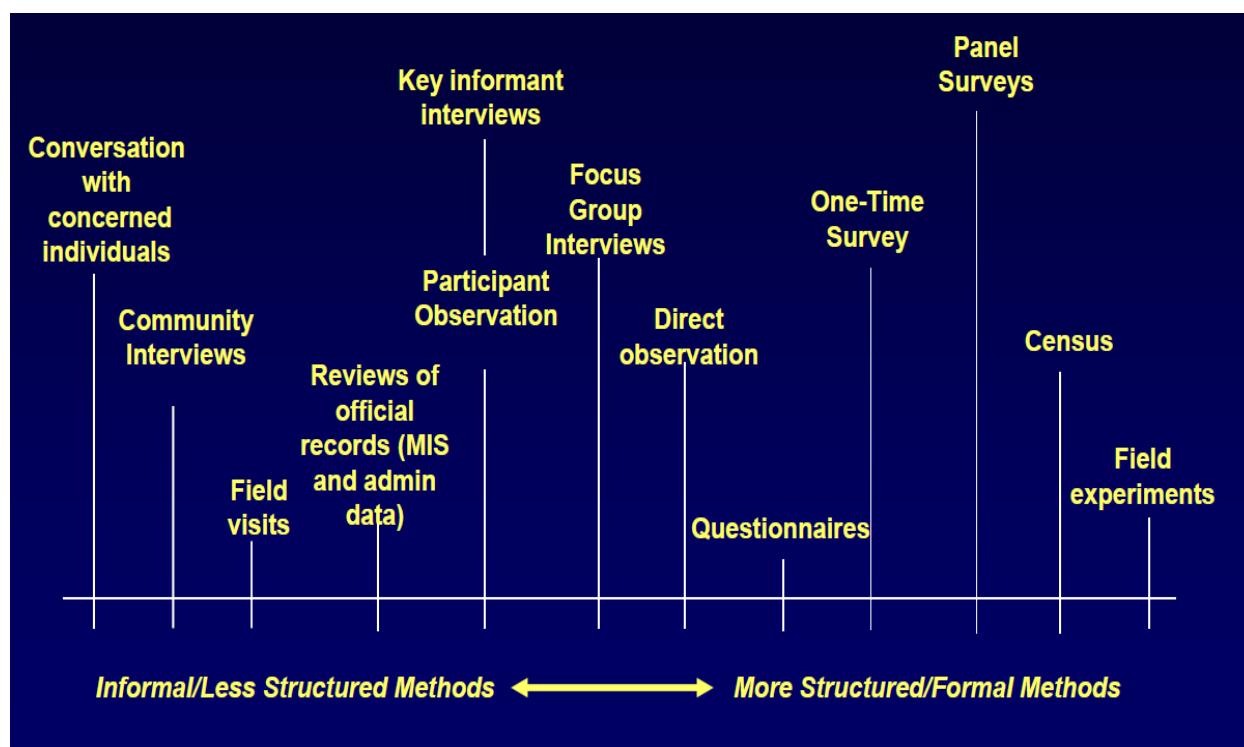 Conversation
with
concerned
individuals
Community
Interviews
Field
visits
Reviews of
official
records (MIS
and admin
data)
Key informant
interviews
Participant
Observation
Focus
Group
Interviews
Direct
observation
Questionnaires
One-Time
Survey
Panel
Surveys
Census
Field
experiments
Informal/Less Structured Methods
More Structured/Formal Methods